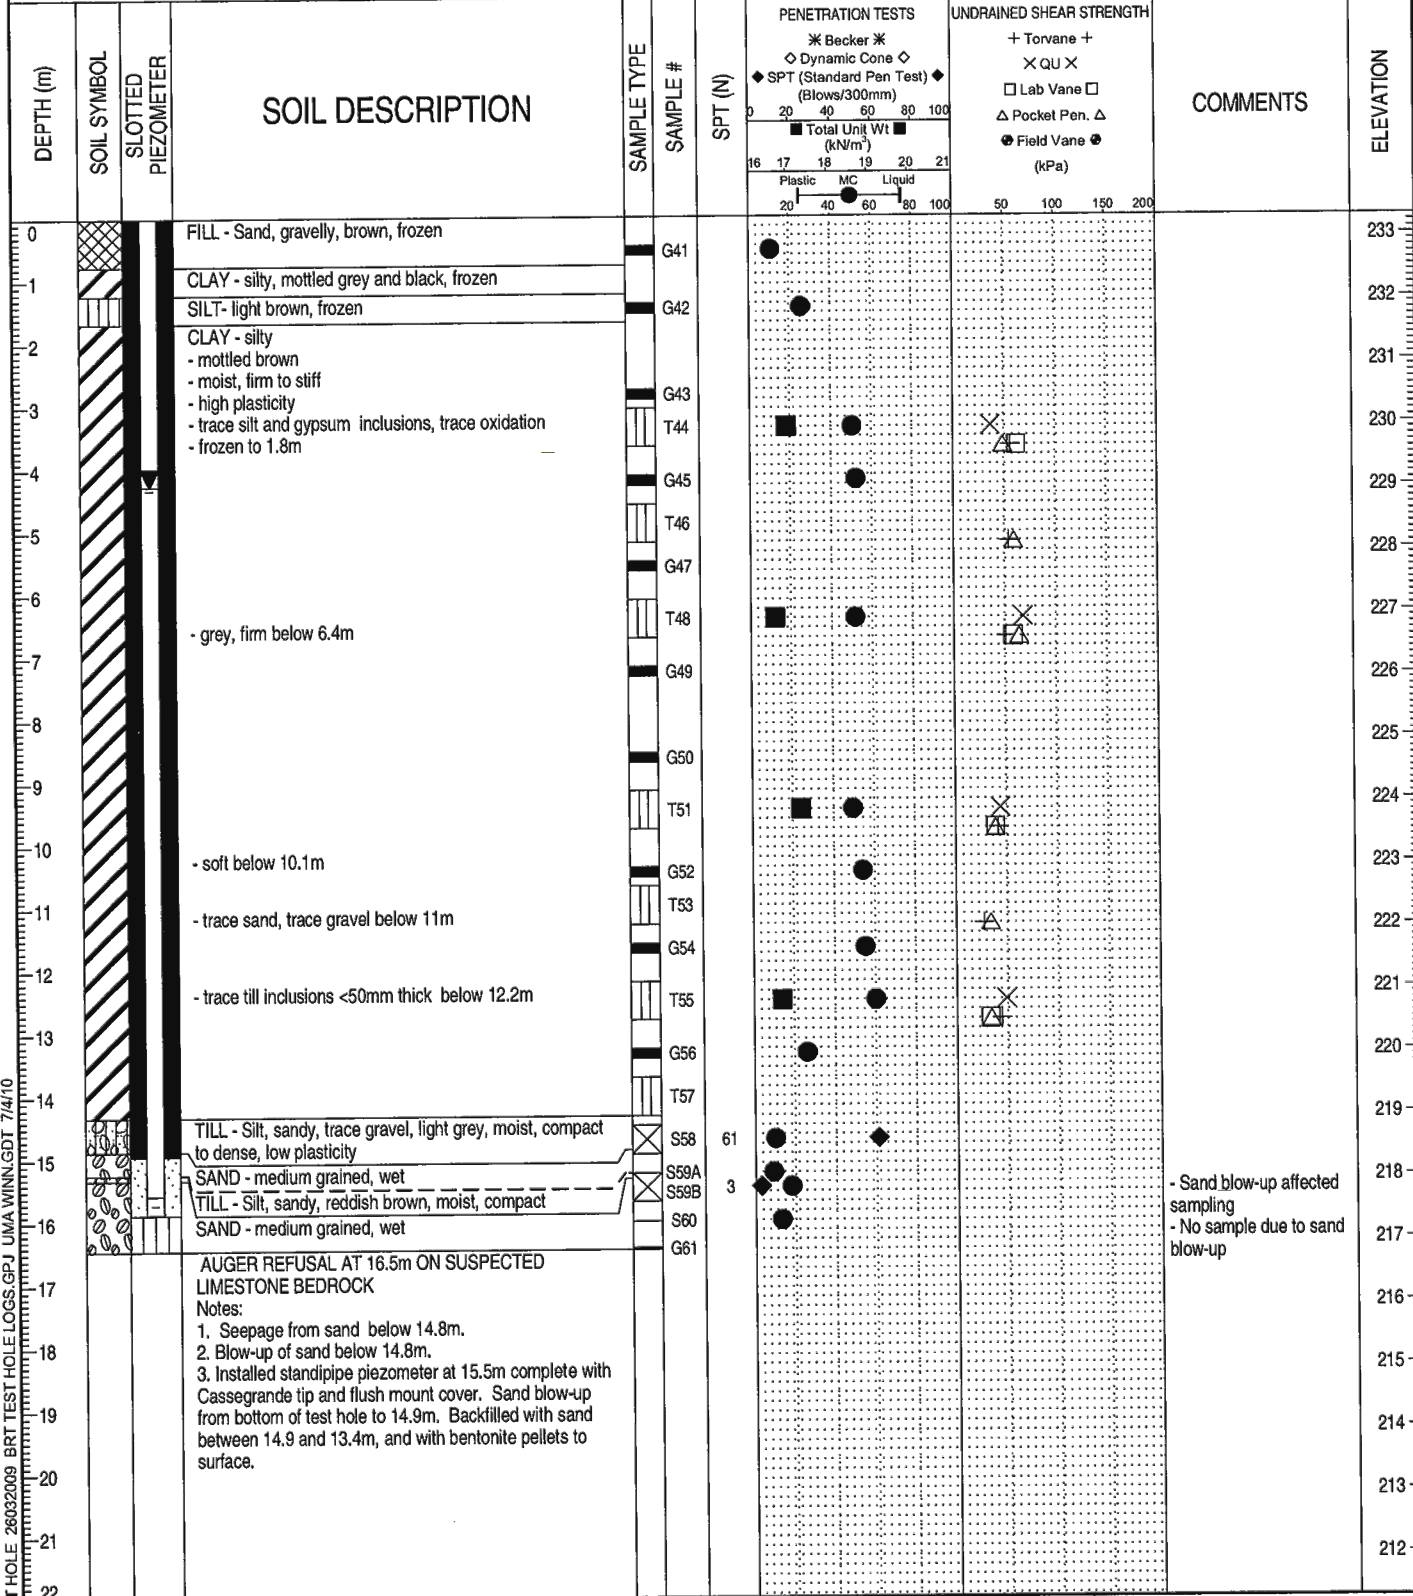 DEPTH (m)
SOIL SYMBOL
SLOTTED
PIEZOMETER
SOIL DESCRIPTION
SAMPLE TYPE
SAMPLE #
SPT (N)
PENETRATION TESTS
✳ Becker ✳
◇ Dynamic Cone ◇
◆ SPT (Standard Pen Test) ◆
(Blows/300mm)
0 20 40 60 80 100
■ Total Unit Wt ■
(kN/m³)
16 17 18 19 20 21
Plastic MC Liquid
20 40 60 80 100
UNDRAINED SHEAR STRENGTH
+ Torvane +
✕ QU ✕
□ Lab Vane □
△ Pocket Pen. △
Field Vane
(kPa)
50 100 150 200
COMMENTS
ELEVATION
0
1
2
3
4
5
6
7
8
9
10
11
12
13
14
15
16
17
18
19
20
21
22
FILL - Sand, gravelly, brown, frozen
CLAY - silty, mottled grey and black, frozen
SILT- light brown, frozen
CLAY - silty
- mottled brown
- moist, firm to stiff
- high plasticity
- trace silt and gypsum inclusions, trace oxidation
- frozen to 1.8m
- grey, firm below 6.4m
- soft below 10.1m
- trace sand, trace gravel below 11m
- trace till inclusions <50mm thick below 12.2m
TILL - Silt, sandy, trace gravel, light grey, moist, compact
to dense, low plasticity
SAND - medium grained, wet
TILL - Silt, sandy, reddish brown, moist, compact
SAND - medium grained, wet
AUGER REFUSAL AT 16.5m ON SUSPECTED
LIMESTONE BEDROCK
Notes:
1. Seepage from sand below 14.8m.
2. Blow-up of sand below 14.8m.
3. Installed standipipe piezometer at 15.5m complete with
Cassegrande tip and flush mount cover. Sand blow-up
from bottom of test hole to 14.9m. Backfilled with sand
between 14.9 and 13.4m, and with bentonite pellets to
surface.
G41
G42
G43
T44
G45
T46
G47
T48
G49
G50
T51
G52
T53
G54
T55
G56
T57
S58
S59A
S59B
S60
G61
61
3
- Sand blow-up affected
sampling
- No sample due to sand
blow-up
233
232
231
230
229
228
227
226
225
224
223
222
221
220
219
218
217
216
215
214
213
212
T HOLE 26032009 BRT TEST HOLE LOGS.GPJ UMA WINN.GDT 7/4/10